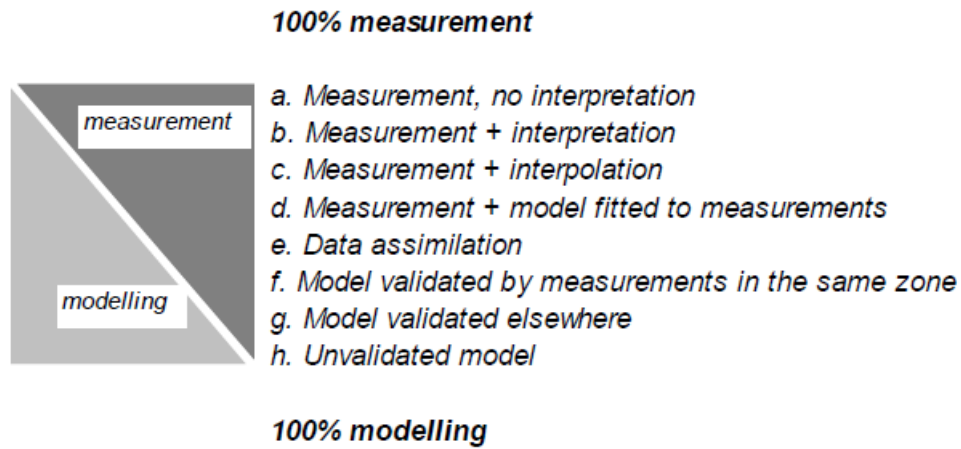 100% measurement
measurement
a. Measurement, no interpretation
b. Measurement + interpretation
c. Measurement + interpolation
d. Measurement + model fitted to measurements
e. Data assimilation
modelling
f. Model validated by measurements in the same zone
g. Model validated elsewhere
h. Unvalidated model
100% modelling